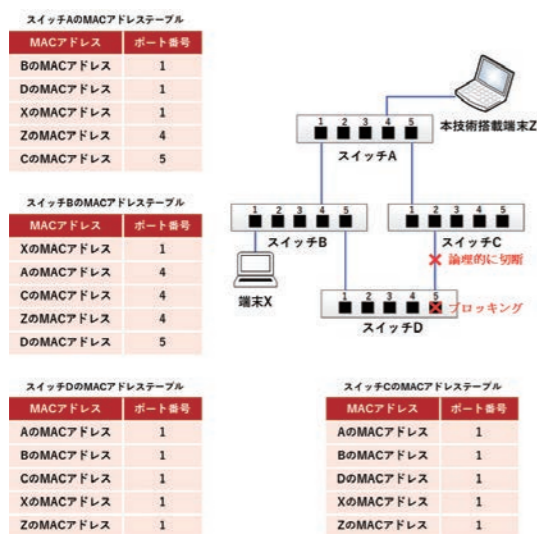 スイッチAのMACアドレステーブル
MACアドレス ポート番号
BのMACアドレス 1
DのMACアドレス 1
XのMACアドレス 1
ZのMACアドレス 4
CのMACアドレス 5
本技術搭載端末Z
1 2 3 4 5
スイッチA
スイッチBのMACアドレステーブル
MACアドレス ポート番号
XのMACアドレス 1
AのMACアドレス 4
CのMACアドレス 4
ZのMACアドレス 4
DのMACアドレス 5
1 2 3 4 5
スイッチB
端末X
1 2 3 4 5
スイッチC
論理的に切断
1 2 3 4 5
ブロッキング
スイッチD
スイッチDのMACアドレステーブル
MACアドレス ポート番号
AのMACアドレス 1
BのMACアドレス 1
CのMACアドレス 1
XのMACアドレス 1
ZのMACアドレス 1
スイッチCのMACアドレステーブル
MACアドレス ポート番号
AのMACアドレス 1
BのMACアドレス 1
DのMACアドレス 1
XのMACアドレス 1
ZのMACアドレス 1